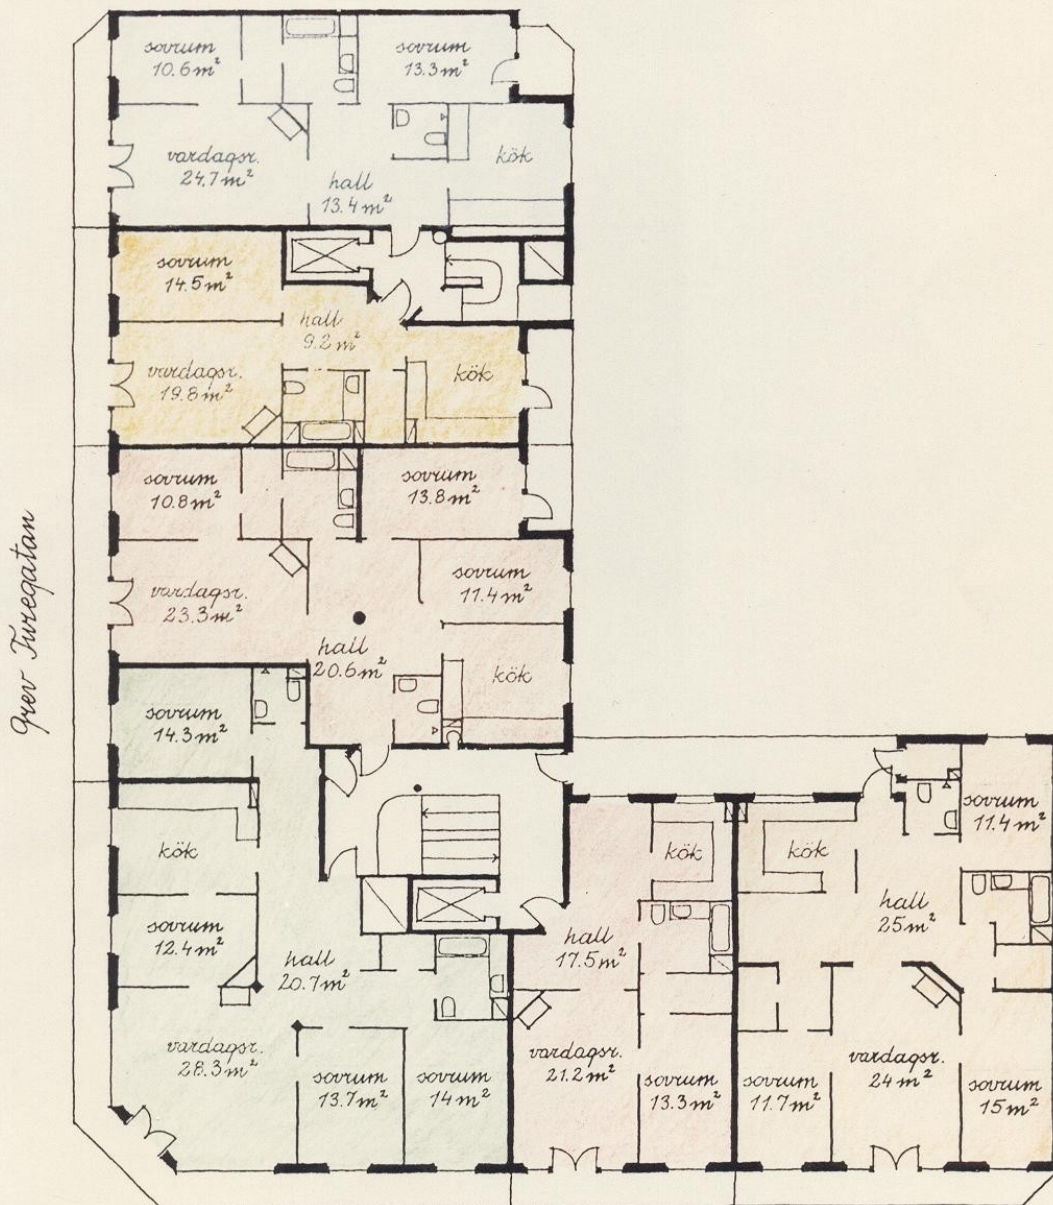 sovrum
10.6 m²
sovrum
13.3 m²
vardagsr.
24.7 m²
hall
13.4 m²
kök
sovrum
14.5 m²
hall
9.2 m²
vardagsr.
19.8 m²
kök
sovrum
10.8 m²
sovrum
13.8 m²
vardagsr.
23.3 m²
sovrum
11.4 m²
hall
20.6 m²
kök
Grev Turegatan
sovrum
14.3 m²
kök
sovrum
12.4 m²
hall
20.7 m²
vardagsr.
28.3 m²
sovrum
13.7 m²
sovrum
14 m²
kök
hall
17.5 m²
vardagsr.
21.2 m²
sovrum
13.3 m²
kök
sovrum
11.4 m²
hall
25 m²
sovrum
11.7 m²
vardagsr.
24 m²
sovrum
15 m²